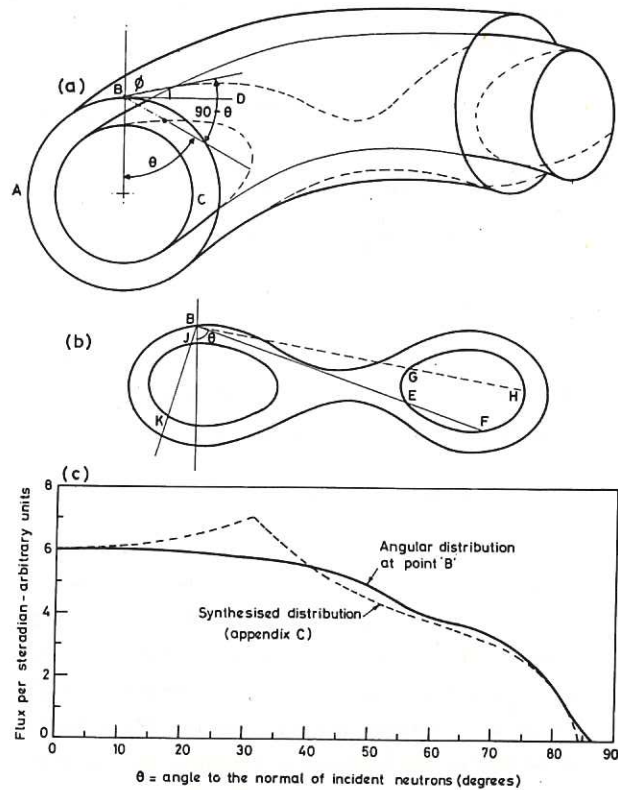 (a)
B
ϕ
D
90-θ
θ
A
C
(b)
B
J
θ
G
H
E
F
K
(c)
Flux per steradian - arbitrary units
8
6
4
2
0
Angular distribution
at point 'B'
Synthesised distribution
(appendix C)
0 10 20 30 40 50 60 70 80 90
θ = angle to the normal of incident neutrons (degrees)